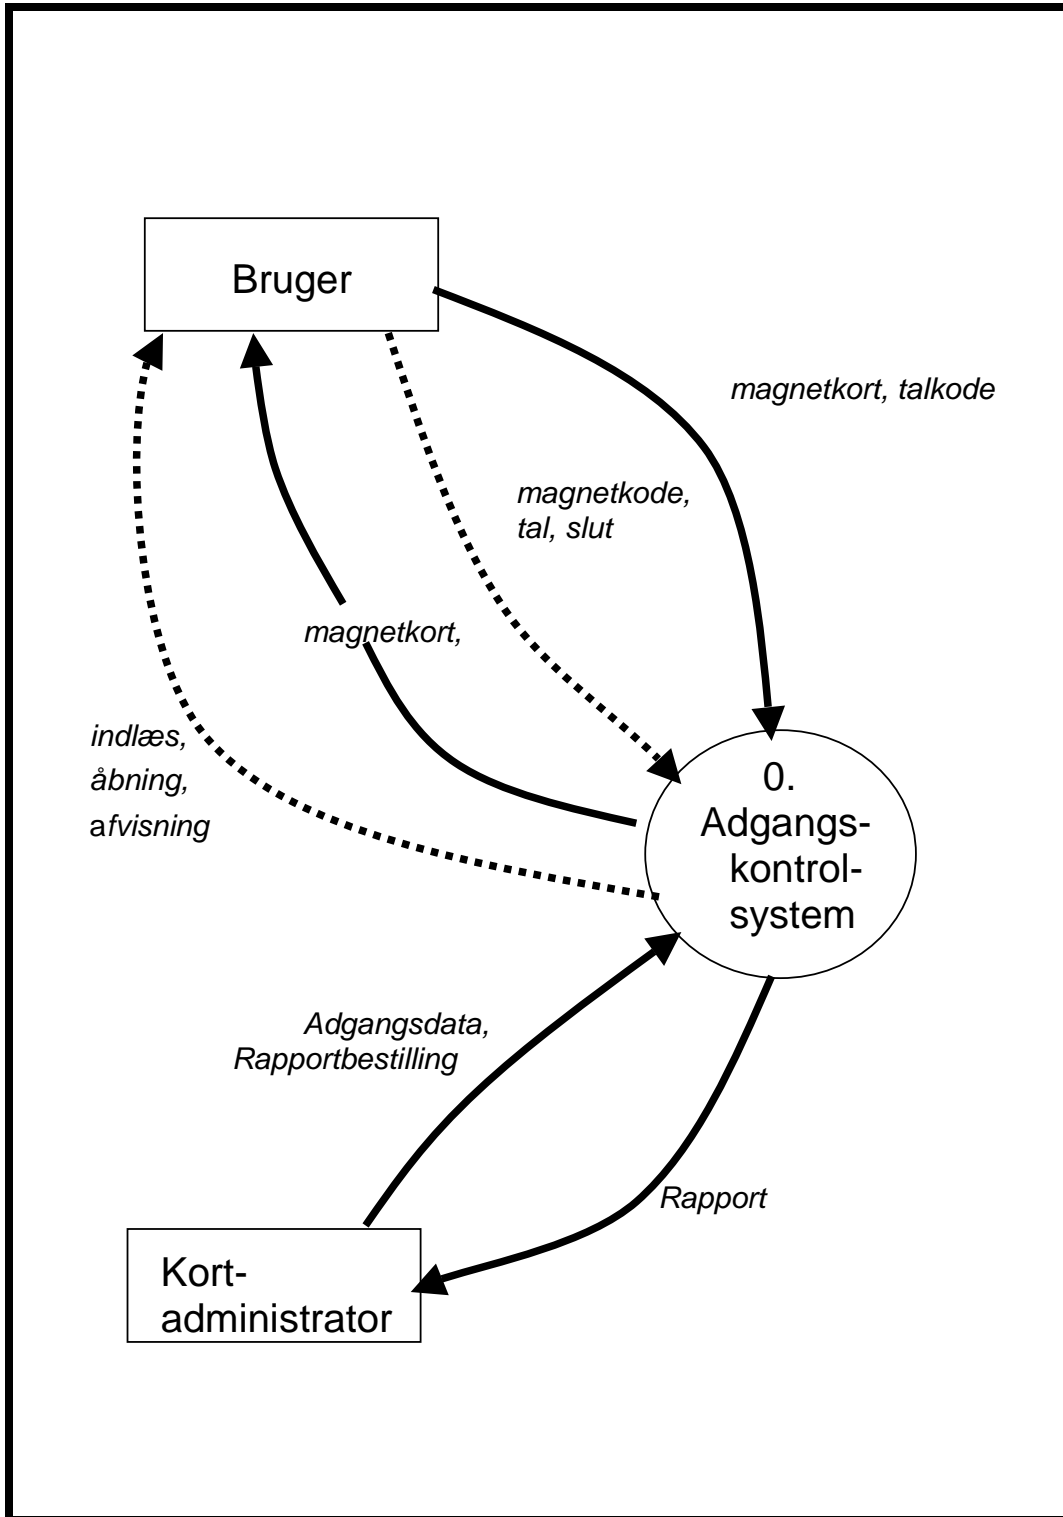 Bruger
magnetkort, talkode
magnetkode,
tal, slut
magnetkort,
indlæs,
åbning,
afvisning
0.
Adgangs-
kontrol-
system
Adgangsdata,
Rapportbestilling
Rapport
Kort-
administrator